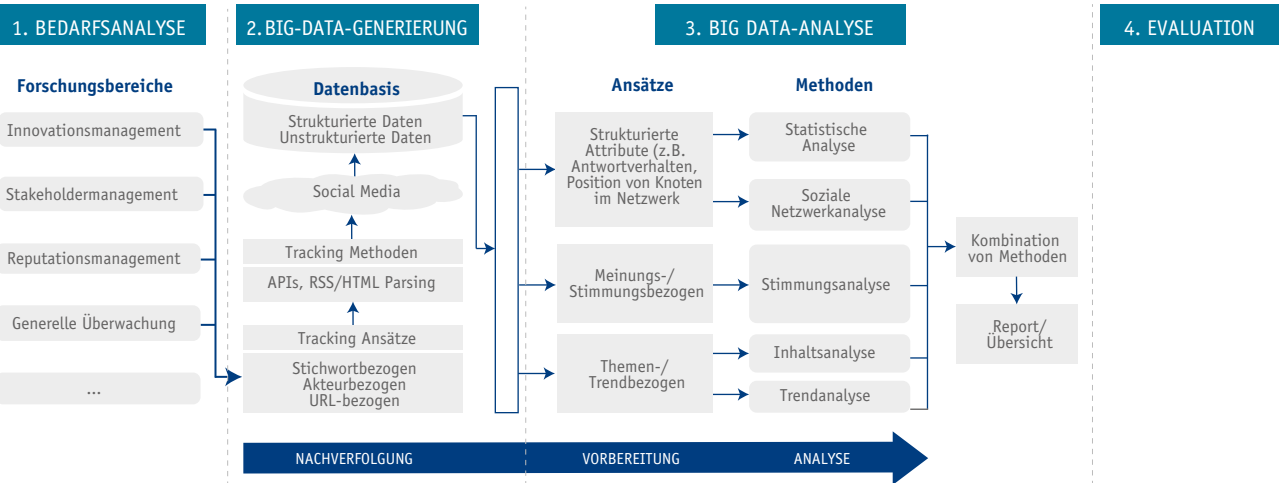 1. BEDARFSANALYSE
2. BIG-DATA-GENERIERUNG
3. BIG DATA-ANALYSE
4. EVALUATION
Forschungsbereiche
Innovationsmanagement
Stakeholdermanagement
Reputationsmanagement
Generelle Überwachung
...
Datenbasis
Strukturierte Daten
Unstrukturierte Daten
Social Media
Tracking Methoden
APIs, RSS/HTML Parsing
Tracking Ansätze
Stichwortbezogen
Akteurbezogen
URL-bezogen
Ansätze
Strukturierte
Attribute (z.B.
Antwortverhalten,
Position von Knoten
im Netzwerk
Meinungs-/
Stimmungsbezogen
Themen-/
Trendbezogen
Methoden
Statistische
Analyse
Soziale
Netzwerkanalyse
Stimmungsanalyse
Inhaltsanalyse
Trendanalyse
Kombination
von Methoden
Report/
Übersicht
NACHVERFOLGUNG
VORBEREITUNG
ANALYSE